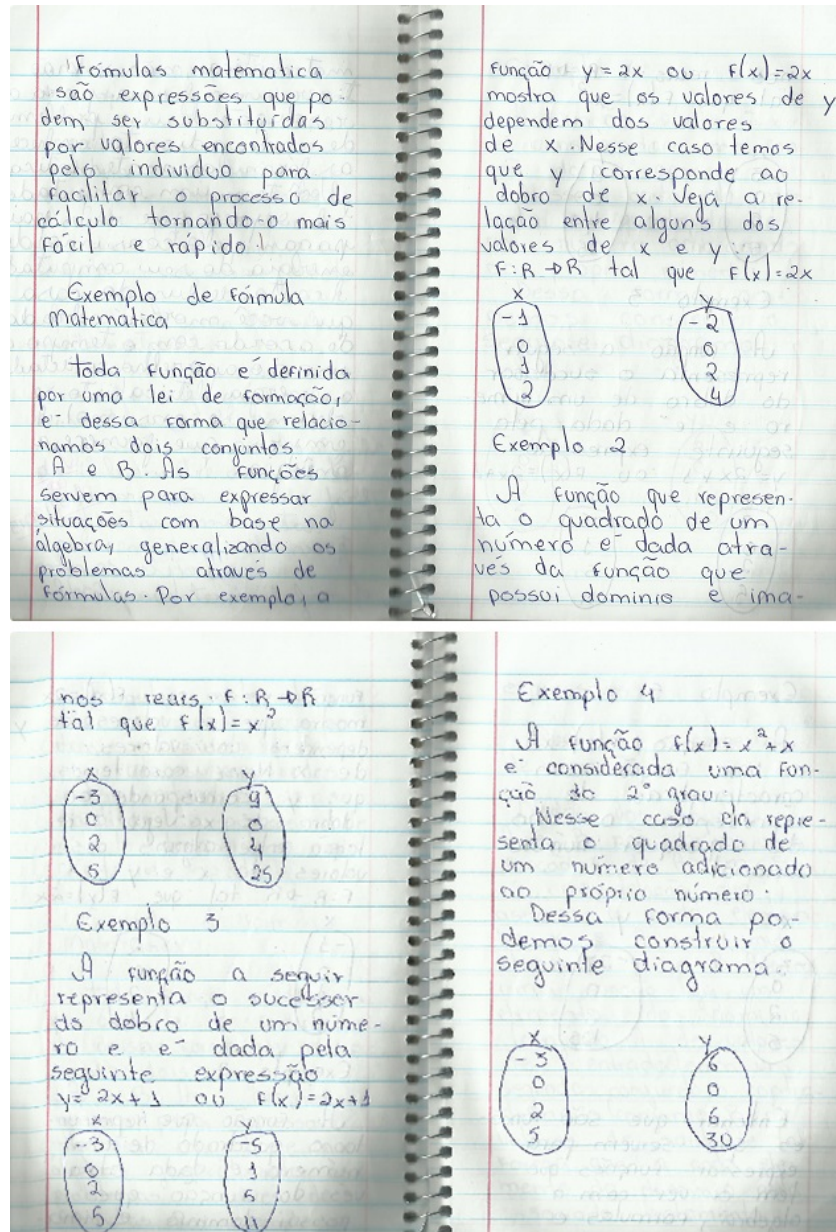 Fómulas matematica
são expressões que po-
dem ser substituídas
por valores encontrados
pelo individuo para
facilitar o processo de
cálculo tornando-o mais
fácil e rápido!
Exemplo de fórmula
matematica
toda função é definida
por uma lei de formação,
é dessa forma que relacio-
namos dois conjuntos
A e B. As funções
servem para expressar
situações com base na
álgebra, generalizando os
problemas através de
fórmulas. Por exemplo, a
função y=2x ou f(x)=2x
mostra que os valores de y
dependem dos valores
de x. Nesse caso temos
que y corresponde ao
dobro de x. Veja a re-
lação entre alguns dos
valores de x e y:
F:R→R tal que F(x)=2x
x y
-1 -2
0 0
1 2
2 4
Exemplo 2
A função que represen-
ta o quadrado de um
número é dada atra-
vés da função que
possui dominio e ima-
nos reais. F:R→R
tal que F(x)=x²
x y
-3 9
0 0
2 4
5 25
Exemplo 3
A função a seguir
representa o sucessor
do dobro de um núme-
ro e é dada pela
seguinte expressão
y=2x+1 ou f(x)=2x+1
x y
-3 -5
0 1
2 5
5 11
Exemplo 4
A função f(x)=x²+x
é considerada uma fun-
ção do 2º grau.
Nesse caso ela repre-
senta o quadrado de
um número adicionado
ao próprio número.
Dessa forma po-
demos construir o
seguinte diagrama.
x y
-3 6
0 0
2 6
5 30